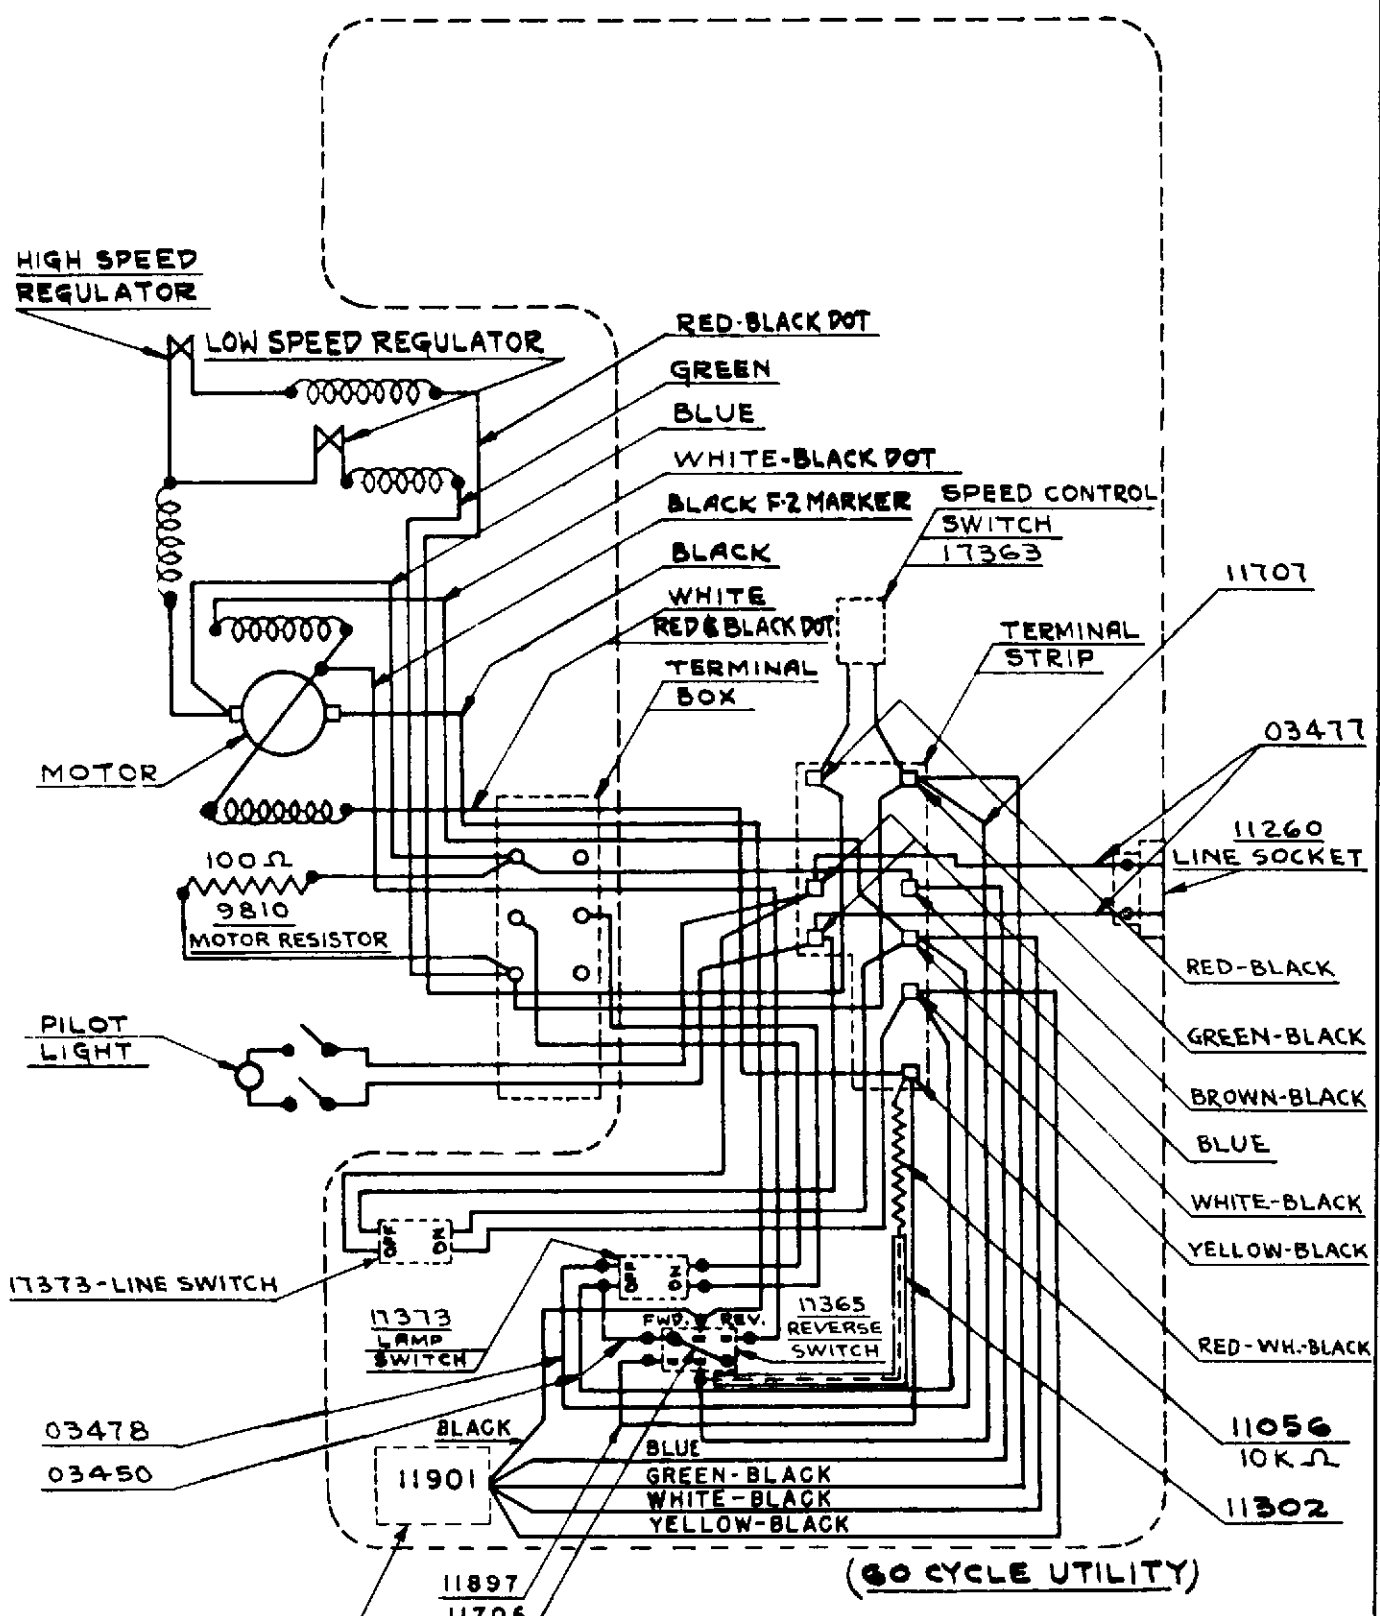 HIGH SPEED
REGULATOR
LOW SPEED REGULATOR
RED-BLACK DOT
GREEN
BLUE
WHITE-BLACK DOT
BLACK F-2 MARKER
BLACK
WHITE
RED & BLACK DOT
TERMINAL
BOX
SPEED CONTROL
SWITCH
17363
11707
TERMINAL
STRIP
03477
11260
LINE SOCKET
MOTOR
100 Ω
9810
MOTOR RESISTOR
RED-BLACK
GREEN-BLACK
BROWN-BLACK
BLUE
WHITE-BLACK
YELLOW-BLACK
RED-WH.-BLACK
PILOT
LIGHT
OFF
ON
17373-LINE SWITCH
OFF
ON
17373
LAMP
SWITCH
FWD.
REV.
17365
REVERSE
SWITCH
03478
03450
BLACK
11901
BLUE
GREEN-BLACK
WHITE-BLACK
YELLOW-BLACK
11056
10K Ω
11302
(60 CYCLE UTILITY)
11897